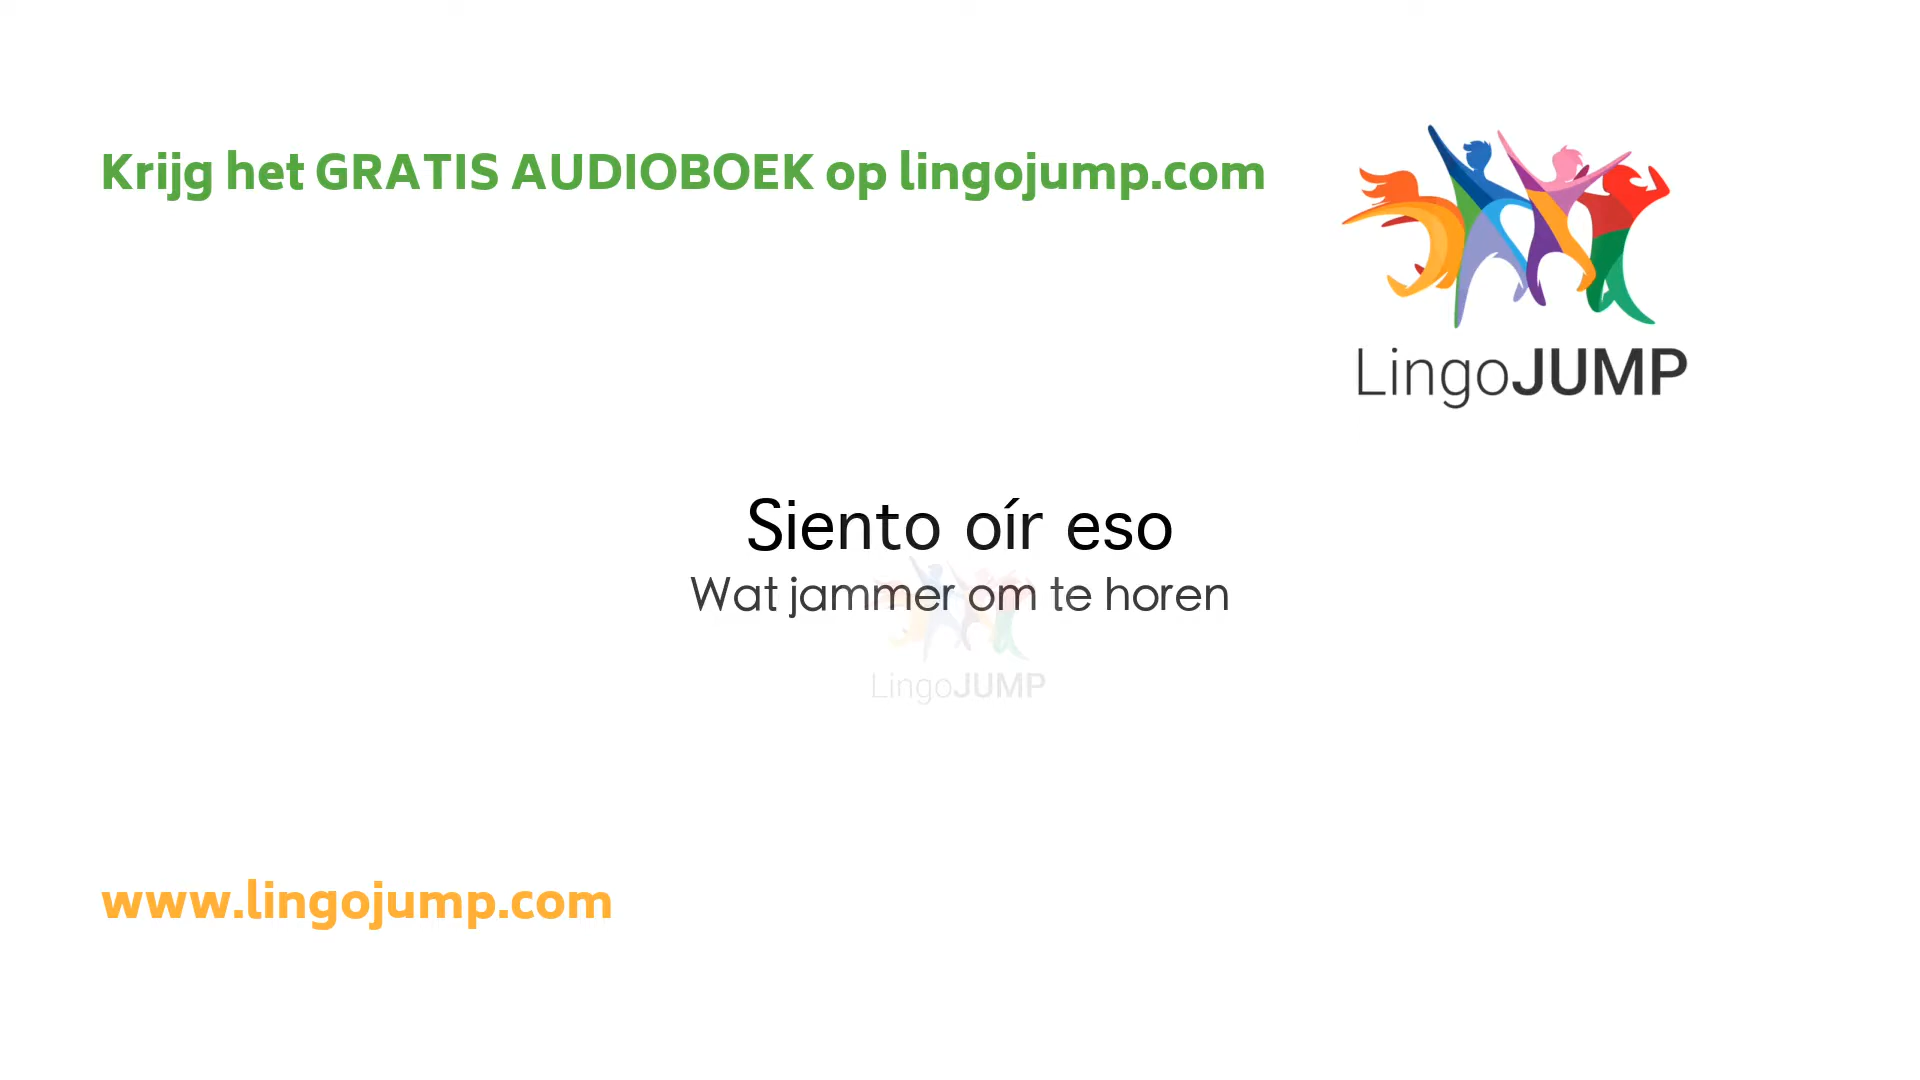 Krijg het GRATIS AUDIOBOEK op lingojump.com
LingoJUMP
Siento oír eso
Wat jammer om te horen
LingoJUMP
www.lingojump.com